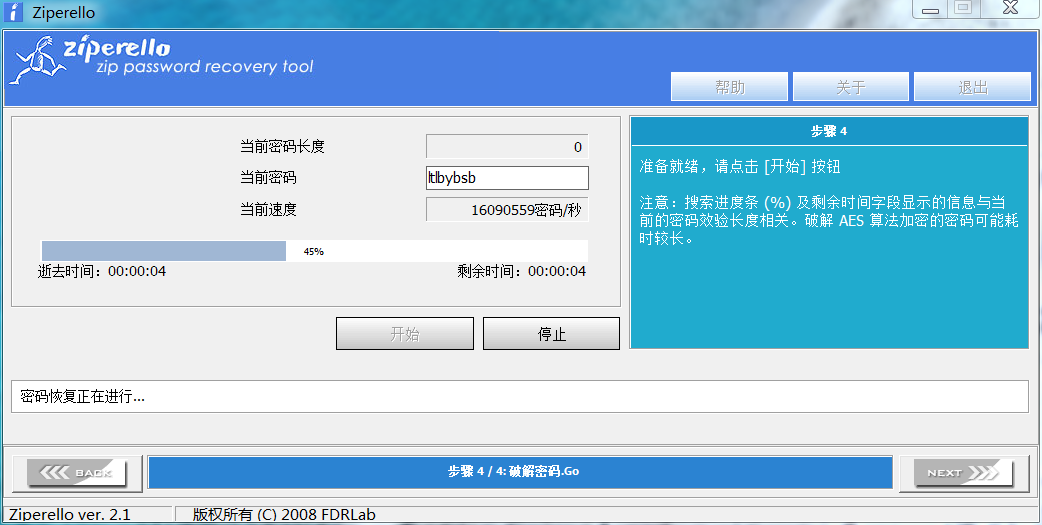 Ziperello
ziperello
zip password recovery tool
帮助
关于
退出
当前密码长度
0
当前密码
ltlbybsb
当前速度
16090559密码/秒
45%
逝去时间：00:00:04
剩余时间：00:00:04
开始
停止
步骤 4
准备就绪，请点击 [开始] 按钮
注意：搜索进度条 (%) 及剩余时间字段显示的信息与当
前的密码效验长度相关。破解 AES 算法加密的密码可能耗
时较长。
密码恢复正在进行...
BACK
步骤 4 / 4: 破解密码.Go
NEXT
Ziperello ver. 2.1
版权所有 (C) 2008 FDRLab